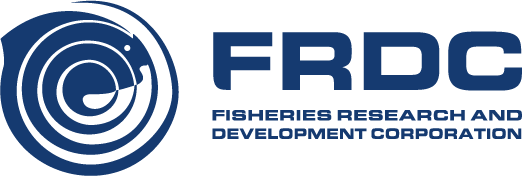 FRDC
FISHERIES RESEARCH AND
DEVELOPMENT CORPORATION